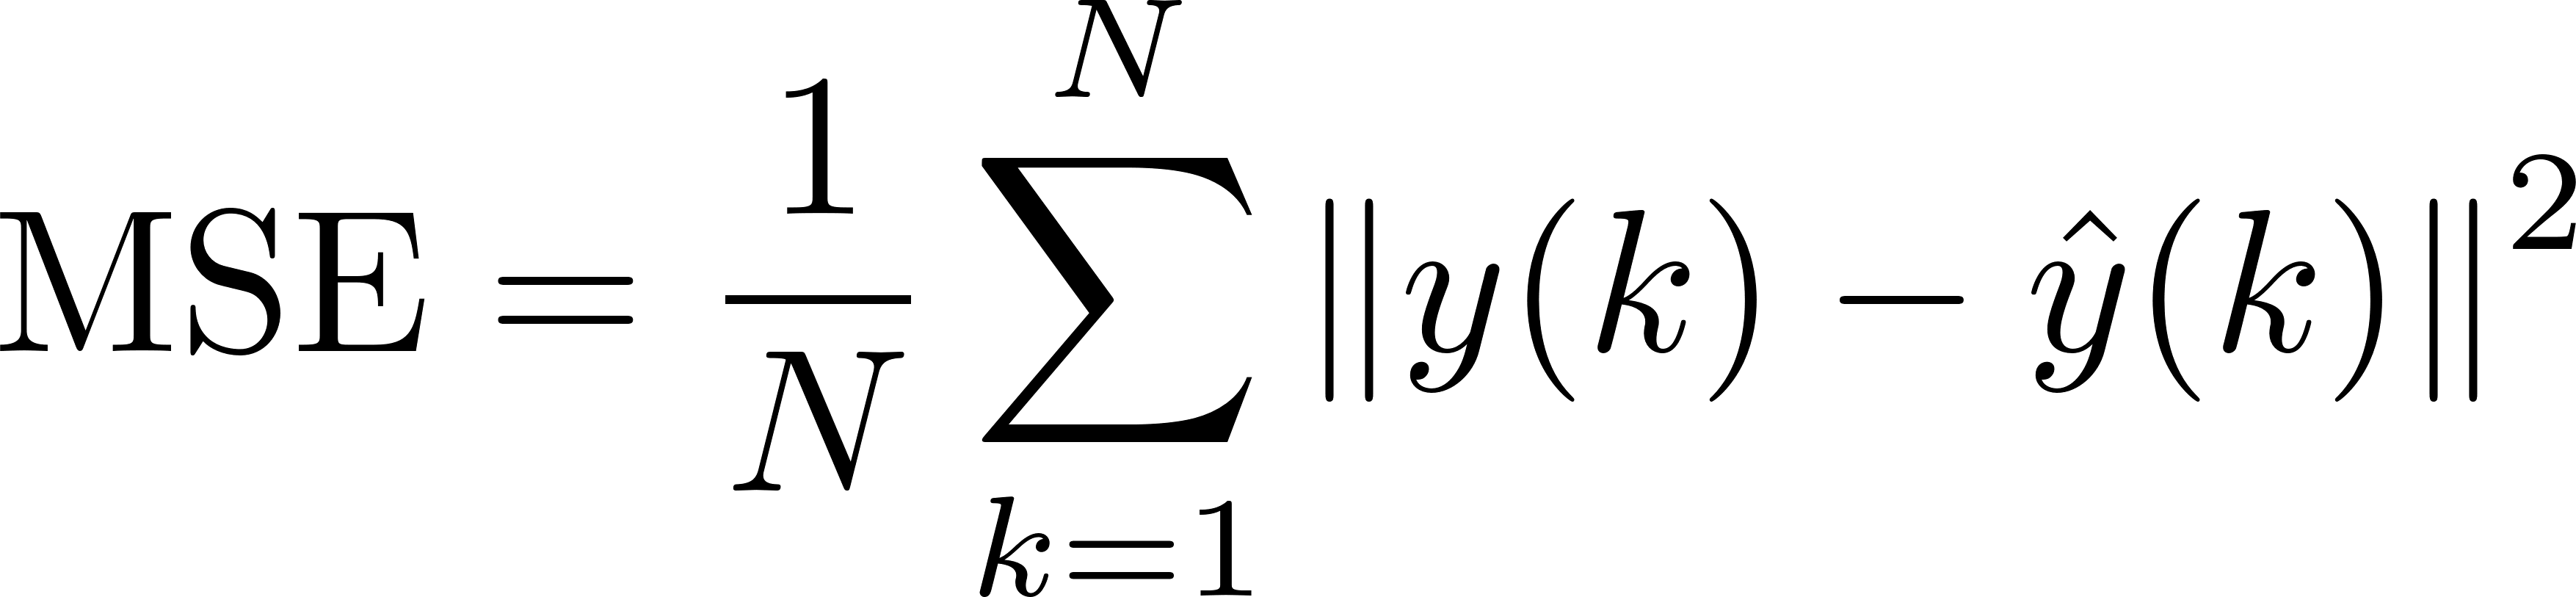 MSE = \frac{1}{N} \sum_{k=1}^{N} \|y(k) - \hat{y}(k)\|^2